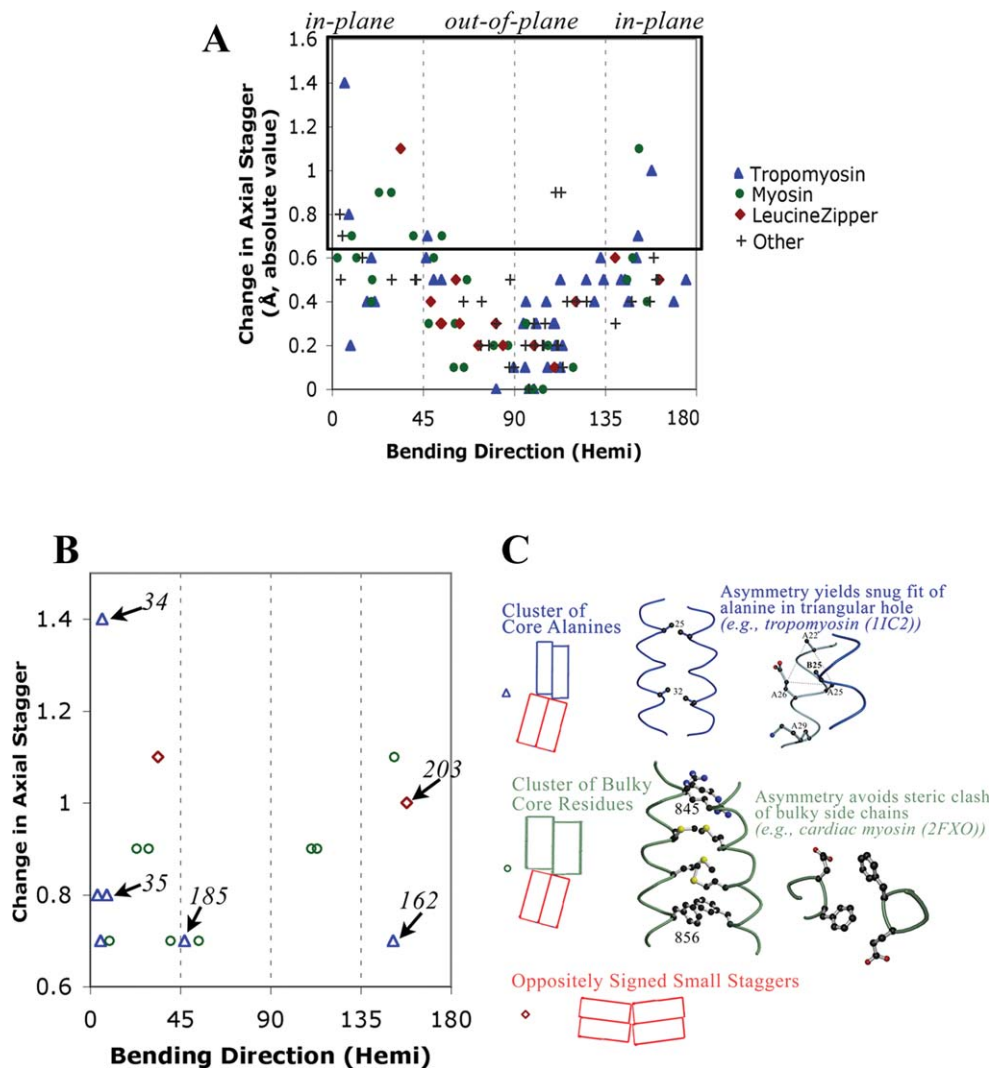 A
in-plane out-of-plane in-plane
1.6
1.4
1.2
1
0.8
0.6
0.4
0.2
0
Change in Axial Stagger
(Å, absolute value)
0 45 90 135 180
Bending Direction (Hemi)
Tropomyosin
Myosin
LeucineZipper
Other
B
1.4
1.2
1
0.8
0.6
Change in Axial Stagger
34
203
35
185
162
0 45 90 135 180
Bending Direction (Hemi)
C
Cluster of
Core Alanines
25
32
Asymmetry yields snug fit of
alanine in triangular hole
(e.g., tropomyosin (1IC2))
A22
B25
A26 A25
A29
Cluster of Bulky
Core Residues
845
856
Asymmetry avoids steric clash
of bulky side chains
(e.g., cardiac myosin (2FXO))
Oppositely Signed Small Staggers